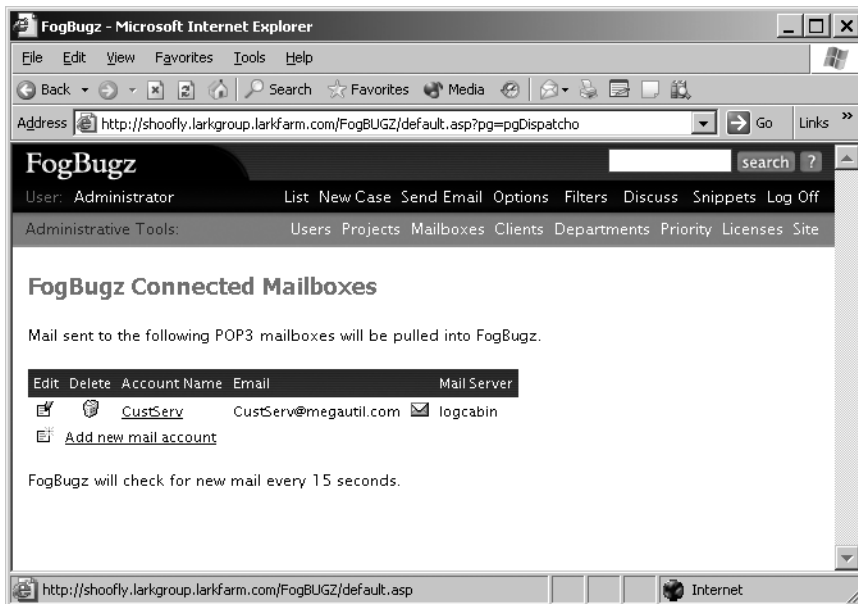 FogBugz - Microsoft Internet Explorer
File Edit View Favorites Tools Help
Back Search Favorites Media
Address http://shoofly.larkgroup.larkfarm.com/FogBUGZ/default.asp?pg=pgDispatcho Go Links »
FogBugz search ?
User: Administrator List New Case Send Email Options Filters Discuss Snippets Log Off
Administrative Tools: Users Projects Mailboxes Clients Departments Priority Licenses Site
FogBugz Connected Mailboxes
Mail sent to the following POP3 mailboxes will be pulled into FogBugz.
Edit Delete Account Name Email Mail Server
CustServ CustServ@megautil.com logcabin
Add new mail account
FogBugz will check for new mail every 15 seconds.
http://shoofly.larkgroup.larkfarm.com/FogBUGZ/default.asp Internet